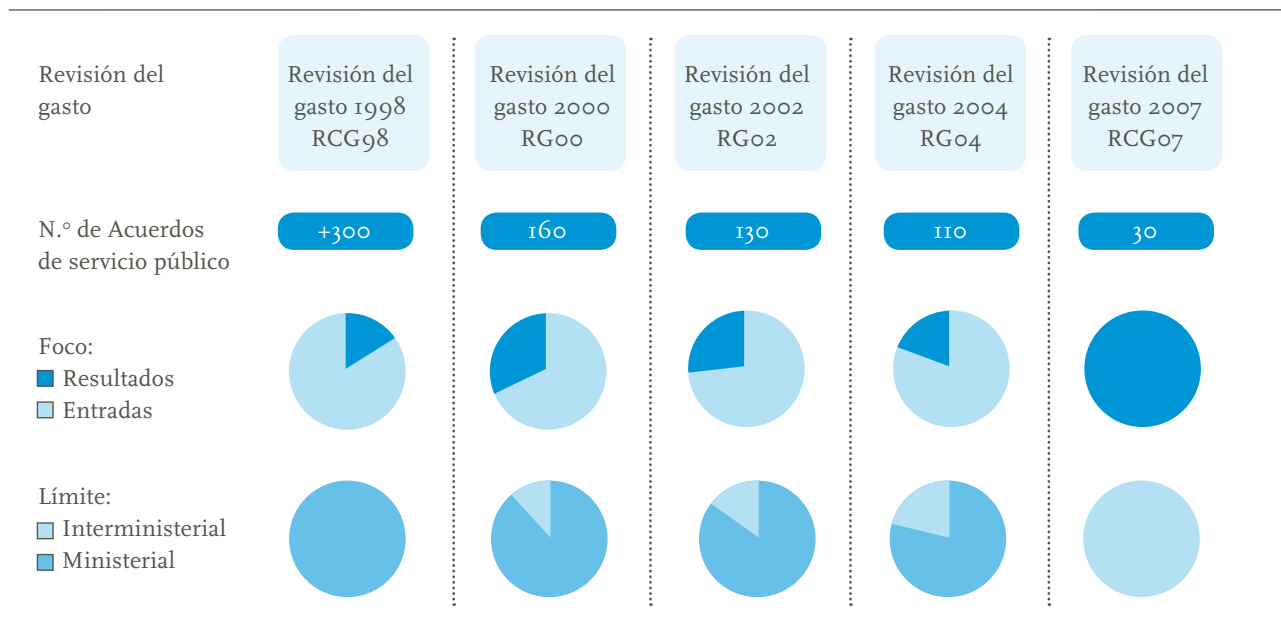 Revisión del
gasto
Revisión del
gasto 1998
RCG98
Revisión del
gasto 2000
RG00
Revisión del
gasto 2002
RG02
Revisión del
gasto 2004
RG04
Revisión del
gasto 2007
RCG07
N.º de Acuerdos
de servicio público
+300
160
130
110
30
Foco:
Resultados
Entradas
Límite:
Interministerial
Ministerial